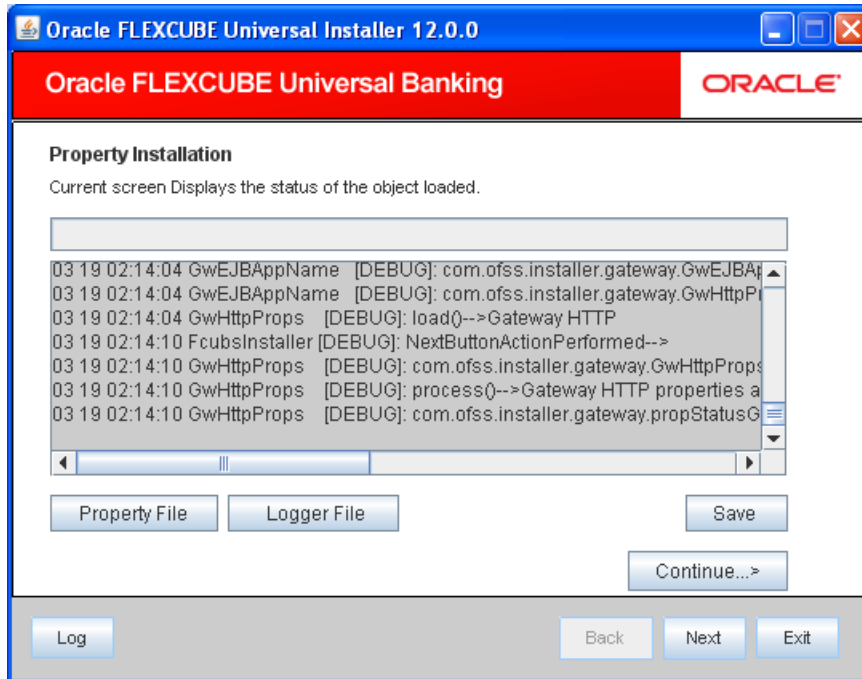 Oracle FLEXCUBE Universal Installer 12.0.0
Oracle FLEXCUBE Universal Banking
ORACLE
Property Installation
Current screen Displays the status of the object loaded.
03 19 02:14:04 GwEJBAppName [DEBUG]: com.ofss.installer.gateway.GwEJBAp
03 19 02:14:04 GwEJBAppName [DEBUG]: com.ofss.installer.gateway.GwHttpPr
03 19 02:14:04 GwHttpProps [DEBUG]: load()-->Gateway HTTP
03 19 02:14:10 FcubsInstaller [DEBUG]: NextButtonActionPerformed-->
03 19 02:14:10 GwHttpProps [DEBUG]: com.ofss.installer.gateway.GwHttpProps
03 19 02:14:10 GwHttpProps [DEBUG]: process()-->Gateway HTTP properties a
03 19 02:14:10 GwHttpProps [DEBUG]: com.ofss.installer.gateway.propStatusG
Property File Logger File Save
Continue...>
Log Back Next Exit